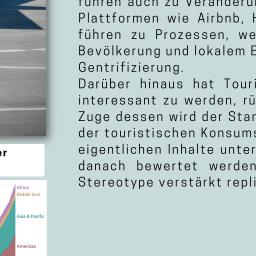 führen auch zu Veränderu
Plattformen wie Airbnb, H
führen zu Prozessen, we
Bevölkerung und lokalem E
Gentrifizierung.
Darüber hinaus hat Touri
interessant zu werden, rü
Zuge dessen wird der Star
der touristischen Konsums
eigentlichen Inhalte unter
danach bewertet werden
Stereotype verstärkt repli
er
Africa
Middle East
Asia & Pacific
Americas